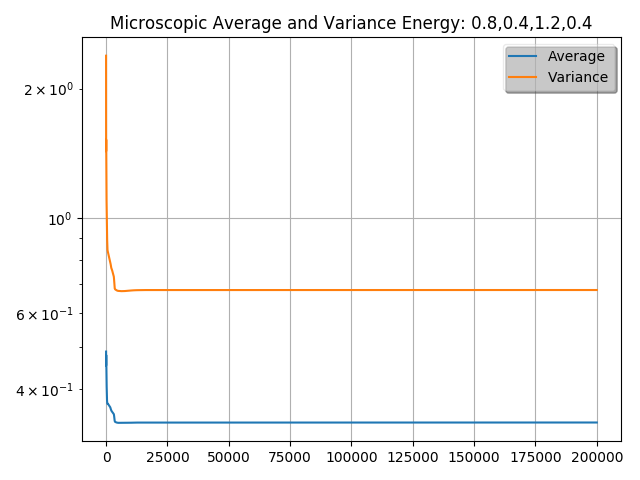 Microscopic Average and Variance Energy: 0.8,0.4,1.2,0.4
Average
Variance
2 × 10⁰
10⁰
6 × 10⁻¹
4 × 10⁻¹
0 25000 50000 75000 100000 125000 150000 175000 200000